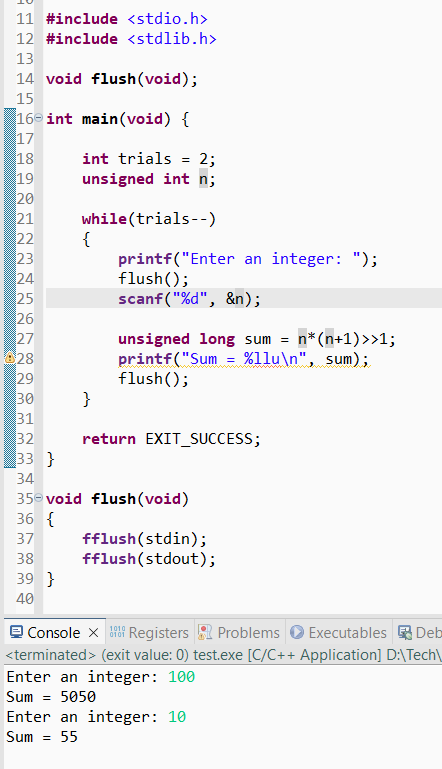 11 #include <stdio.h>
12 #include <stdlib.h>
13
14 void flush(void);
15
16 int main(void) {
17
18     int trials = 2;
19     unsigned int n;
20
21     while(trials--)
22     {
23         printf("Enter an integer: ");
24         flush();
25         scanf("%d", &n);
26
27         unsigned long sum = n*(n+1)>>1;
28         printf("Sum = %llu\n", sum);
29         flush();
30     }
31
32     return EXIT_SUCCESS;
33 }
34
35 void flush(void)
36 {
37     fflush(stdin);
38     fflush(stdout);
39 }
40
Console Registers Problems Executables Deb
<terminated> (exit value: 0) test.exe [C/C++ Application] D:\Tech\
Enter an integer: 100
Sum = 5050
Enter an integer: 10
Sum = 55